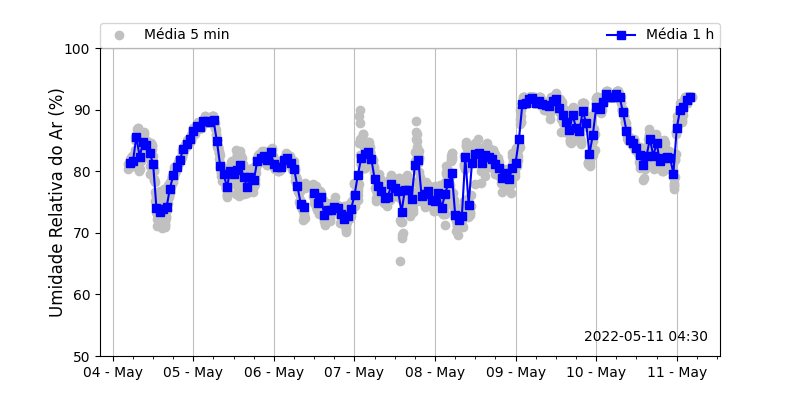 Média 5 min Média 1 h
100
90
80
70
60
50
Umidade Relativa do Ar (%)
2022-05-11 04:30
04 - May 05 - May 06 - May 07 - May 08 - May 09 - May 10 - May 11 - May